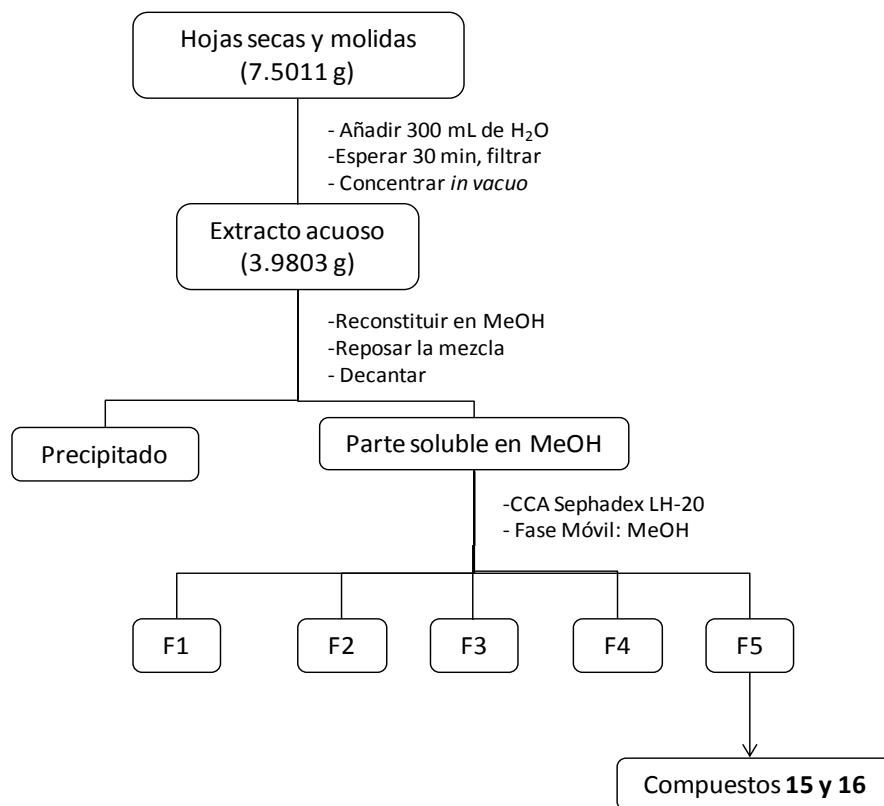 Hojas secas y molidas
(7.5011 g)
- Añadir 300 mL de H₂O
-Esperar 30 min, filtrar
- Concentrar in vacuo
Extracto acuoso
(3.9803 g)
-Reconstituir en MeOH
-Reposar la mezcla
- Decantar
Precipitado
Parte soluble en MeOH
-CCA Sephadex LH-20
- Fase Móvil: MeOH
F1
F2
F3
F4
F5
Compuestos 15 y 16